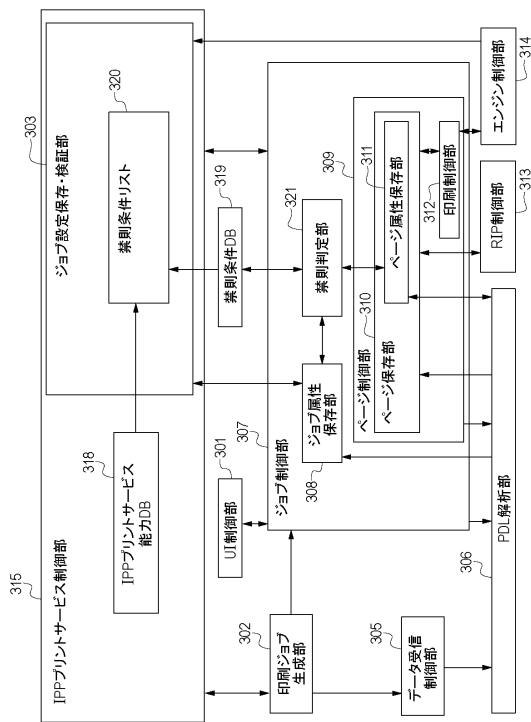 315
IPPプリントサービス制御部
303
ジョブ設定保存・検証部
320
禁則条件リスト
318
IPPプリントサービス
能力DB
319
禁則条件DB
301
UI制御部
302
印刷ジョブ
生成部
307
ジョブ制御部
321
禁則判定部
308
ジョブ属性
保存部
309
ページ制御部
310
ページ保存部
311
ページ属性保存部
312
印刷制御部
305
データ受信
制御部
306
PDL解析部
313
RIP制御部
314
エンジン制御部